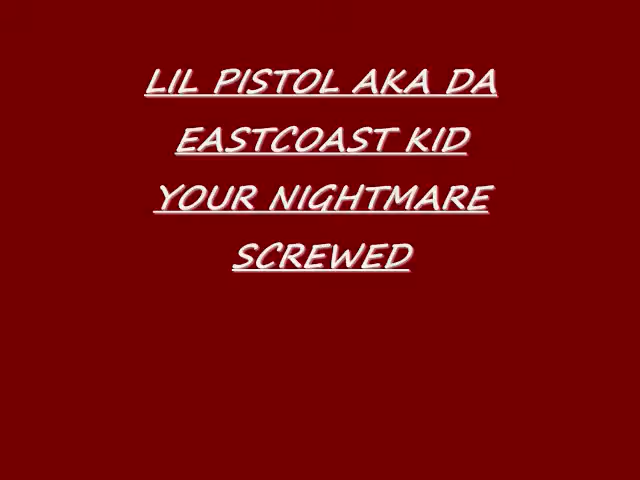 LIL PISTOL AKA DA
EASTCOAST KID
YOUR NIGHTMARE
SCREWED